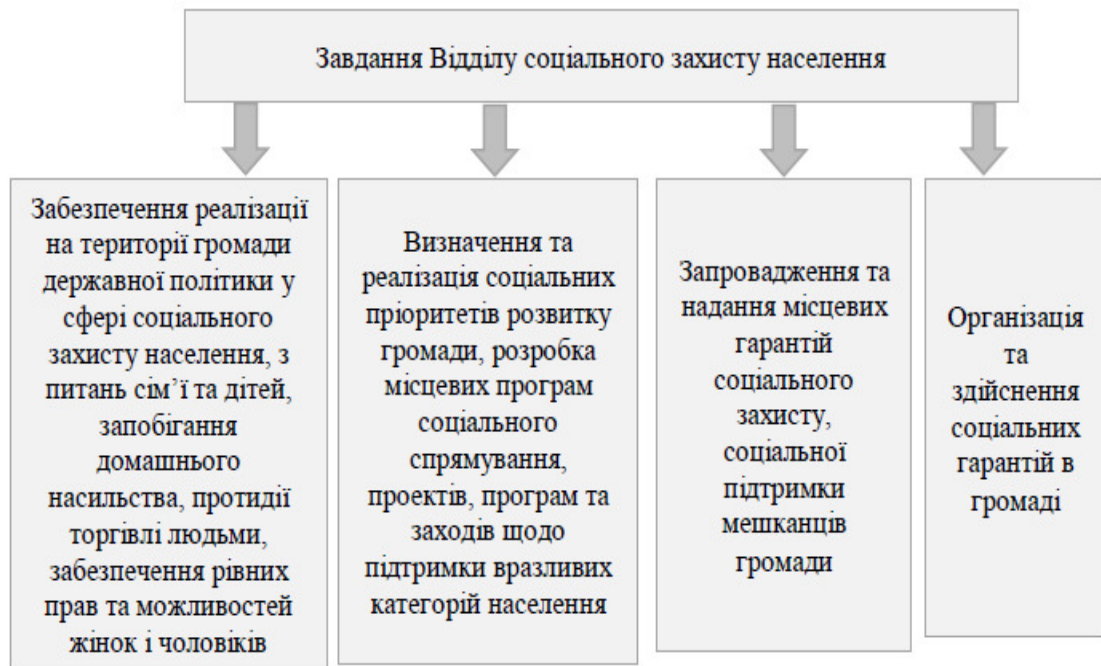 Завдання Відділу соціального захисту населення
Забезпечення реалізації
на території громади
державної політики у
сфері соціального
захисту населення, з
питань сім’ї та дітей,
запобігання
домашнього
насильства, протидії
торгівлі людьми,
забезпечення рівних
прав та можливостей
жінок і чоловіків
Визначення та
реалізація соціальних
пріоритетів розвитку
громади, розробка
місцевих програм
соціального
спрямування,
проектів, програм та
заходів щодо
підтримки вразливих
категорій населення
Запровадження та
надання місцевих
гарантій
соціального
захисту,
соціальної
підтримки
мешканців
громади
Організація
та
здійснення
соціальних
гарантій в
громаді